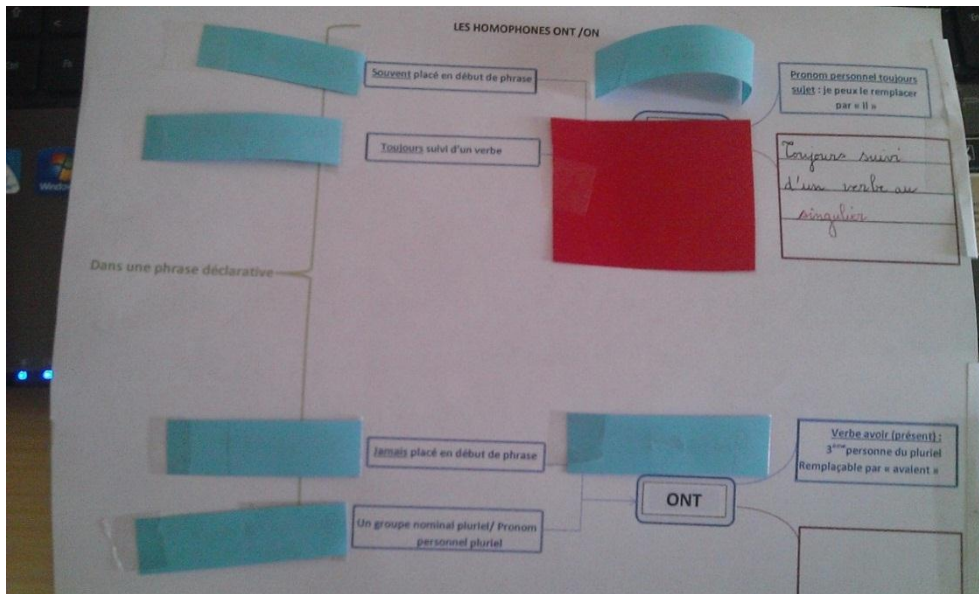 LES HOMOPHONES ONT /ON
Souvent placé en début de phrase
Pronom personnel toujours
sujet : je peux le remplacer
par « il »
Toujours suivi d'un verbe
Toujours suivi
d'un verbe au
singulier
Dans une phrase déclarative
Jamais placé en début de phrase
Verbe avoir (présent) :
3ème personne du pluriel
Remplaçable par « avaient »
ONT
Un groupe nominal pluriel/ Pronom
personnel pluriel